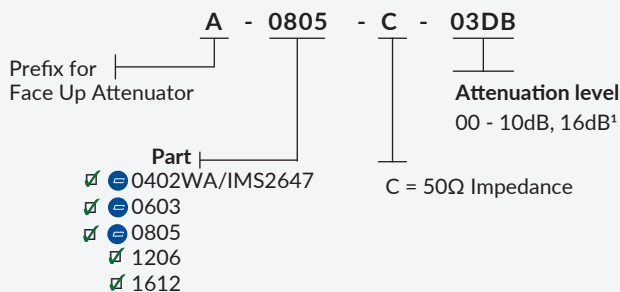 A - 0805 - C - 03DB
Prefix for
Face Up Attenuator
Attenuation level
00 - 10dB, 16dB¹
Part
0402WA/IMS2647
C = 50Ω Impedance
0603
0805
1206
1612